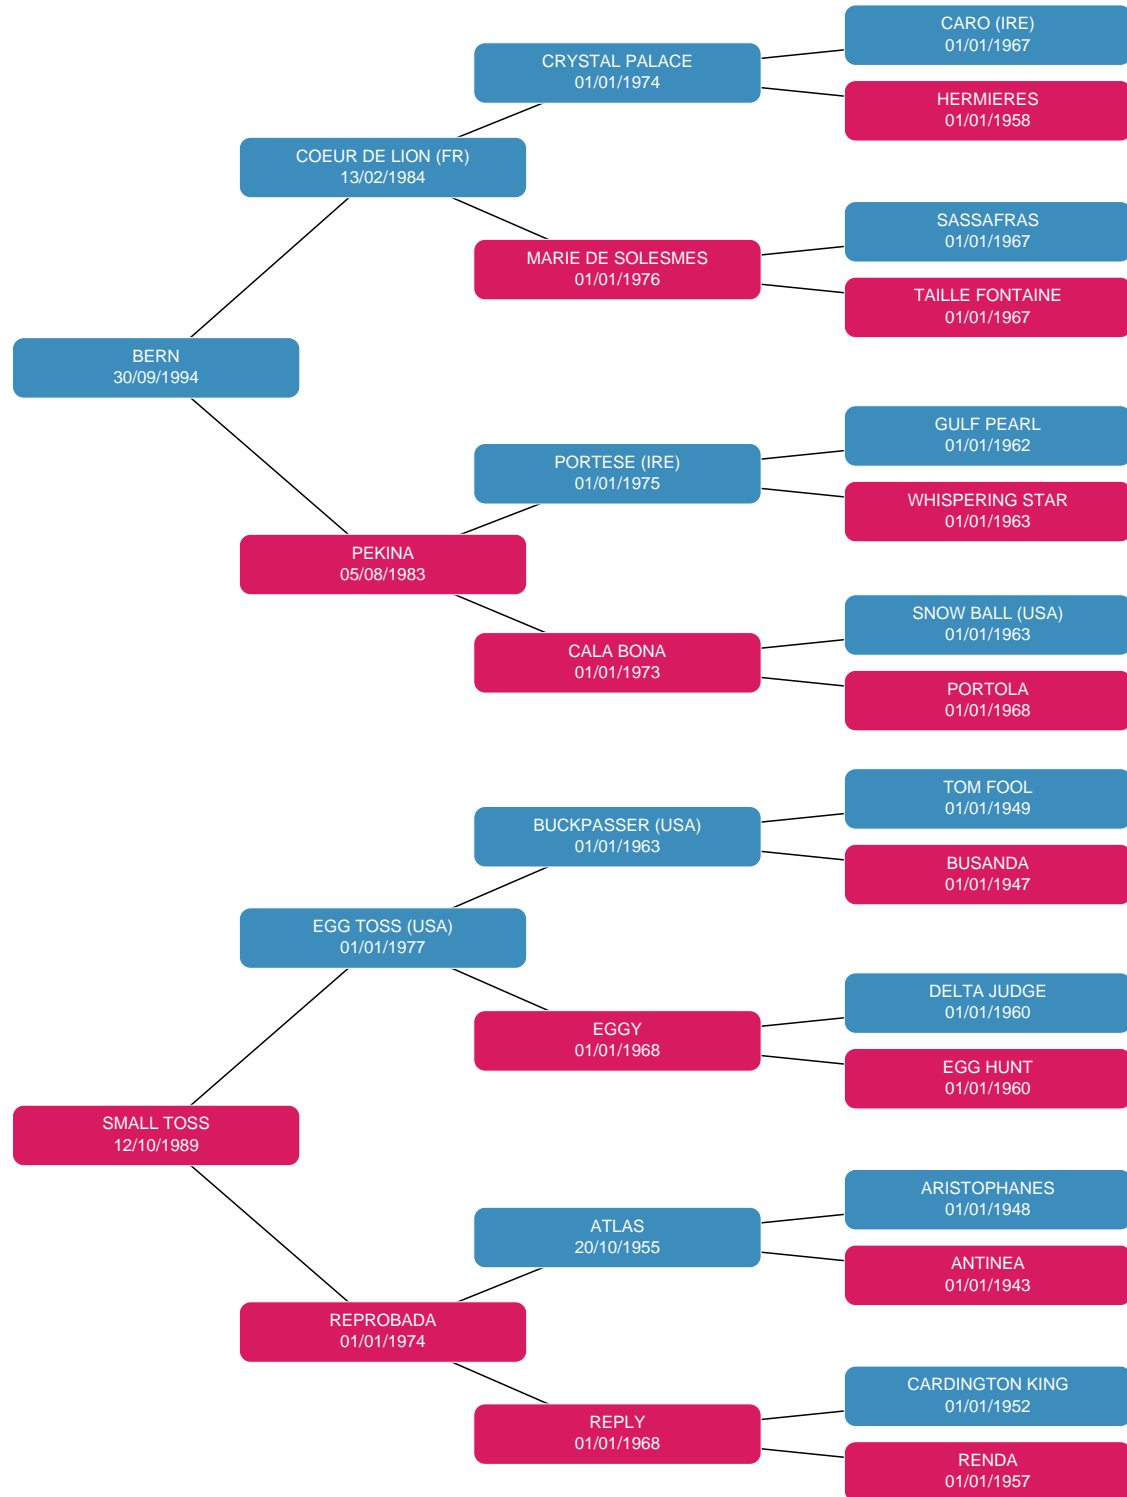 CARO (IRE)
01/01/1967
CRYSTAL PALACE
01/01/1974
HERMIERES
01/01/1958
COEUR DE LION (FR)
13/02/1984
SASSAFRAS
01/01/1967
MARIE DE SOLESMES
01/01/1976
TAILLE FONTAINE
01/01/1967
BERN
30/09/1994
GULF PEARL
01/01/1962
PORTESE (IRE)
01/01/1975
WHISPERING STAR
01/01/1963
PEKINA
05/08/1983
SNOW BALL (USA)
01/01/1963
CALA BONA
01/01/1973
PORTOLA
01/01/1968
TOM FOOL
01/01/1949
BUCKPASSER (USA)
01/01/1963
BUSANDA
01/01/1947
EGG TOSS (USA)
01/01/1977
DELTA JUDGE
01/01/1960
EGGY
01/01/1968
EGG HUNT
01/01/1960
SMALL TOSS
12/10/1989
ARISTOPHANES
01/01/1948
ATLAS
20/10/1955
ANTINEA
01/01/1943
REPROBADA
01/01/1974
CARDINGTON KING
01/01/1952
REPLY
01/01/1968
RENDA
01/01/1957